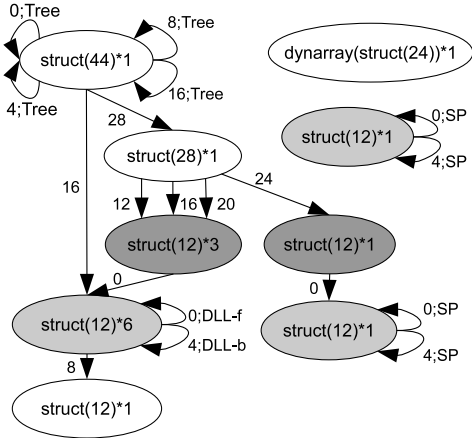 0;Tree
8;Tree
struct(44)*1
dynarray(struct(24))*1
4;Tree
16;Tree
0;SP
28
struct(12)*1
4;SP
struct(28)*1
16
24
12
16
20
struct(12)*3
struct(12)*1
0
0
0;DLL-f
0;SP
struct(12)*6
struct(12)*1
4;DLL-b
4;SP
8
struct(12)*1